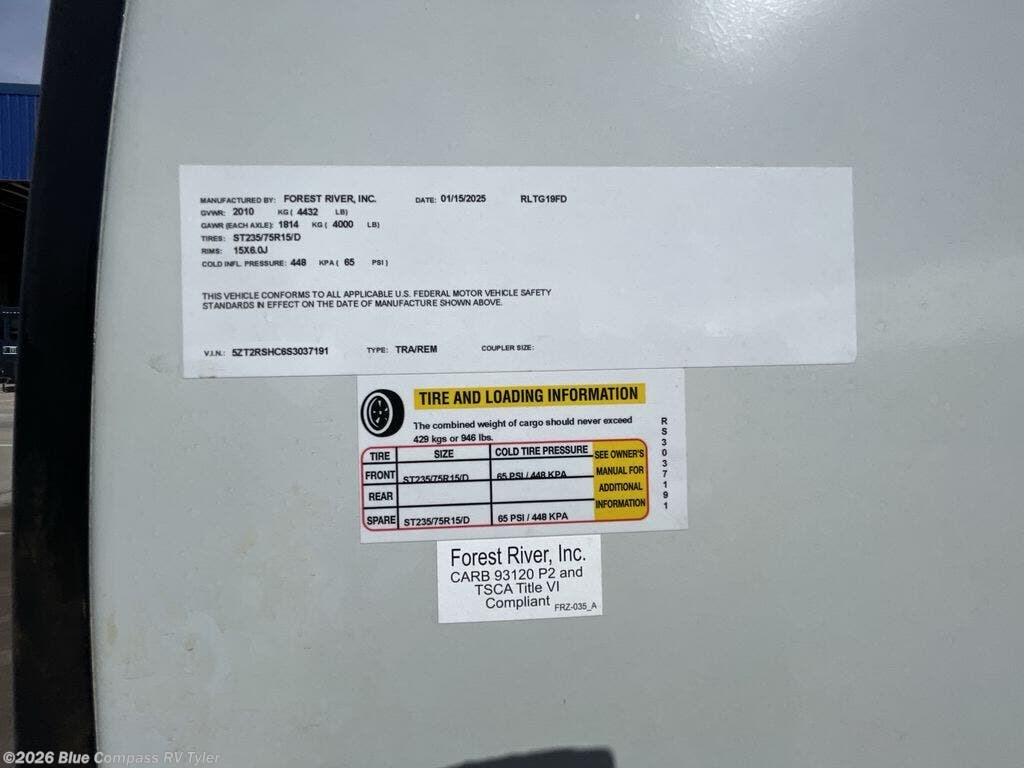 MANUFACTURED BY: FOREST RIVER, INC. DATE: 01/15/2025 RLTG19FD
GVWR: 2010 KG ( 4432 LB)
GAWR (EACH AXLE): 1814 KG ( 4000 LB)
TIRES: ST235/75R15/D
RIMS: 15X6.0J
COLD INFL. PRESSURE: 448 KPA ( 65 PSI )
THIS VEHICLE CONFORMS TO ALL APPLICABLE U.S. FEDERAL MOTOR VEHICLE SAFETY
STANDARDS IN EFFECT ON THE DATE OF MANUFACTURE SHOWN ABOVE.
V.I.N.: 5ZT2RSHC6S3037191 TYPE: TRA/REM COUPLER SIZE:
TIRE AND LOADING INFORMATION
The combined weight of cargo should never exceed
429 kgs or 946 lbs.
TIRE SIZE COLD TIRE PRESSURE
FRONT ST235/75R15/D 65 PSI / 448 KPA
REAR
SPARE ST235/75R15/D 65 PSI / 448 KPA
SEE OWNER'S
MANUAL FOR
ADDITIONAL
INFORMATION
RS3037191
Forest River, Inc.
CARB 93120 P2 and
TSCA Title VI
Compliant FRZ-035_A
©2026 Blue Compass RV Tyler